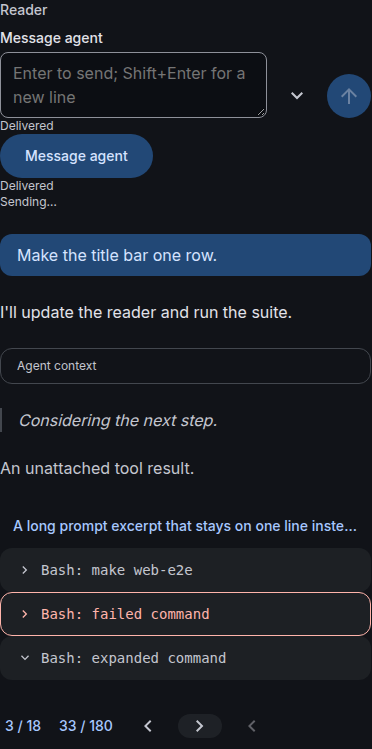 Reader
Message agent
Enter to send; Shift+Enter for a
new line
Delivered
Message agent
Delivered
Sending...
Make the title bar one row.
I'll update the reader and run the suite.
Agent context
Considering the next step.
An unattached tool result.
A long prompt excerpt that stays on one line inste...
Bash: make web-e2e
Bash: failed command
Bash: expanded command
3 / 18 33 / 180